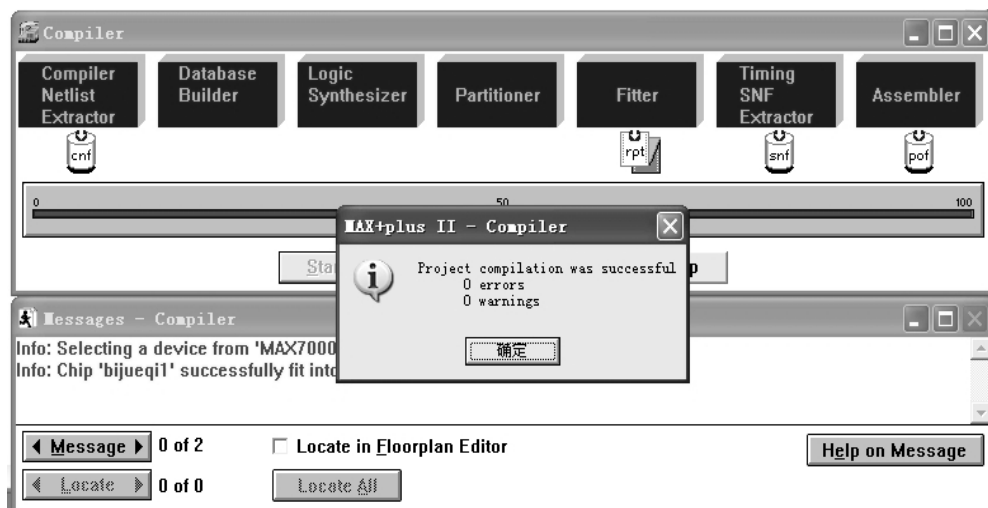 Compiler
Compiler Netlist Extractor
Database Builder
Logic Synthesizer
Partitioner
Fitter
Timing SNF Extractor
Assembler
cnf
rpt
snf
pof
0
50
100
MAX+plus II - Compiler
Project compilation was successful
0 errors
0 warnings
确定
Messages - Compiler
Info: Selecting a device from 'MAX7000
Info: Chip 'bijueqi1' successfully fit into
Message
0 of 2
Locate in Floorplan Editor
Help on Message
Locate
0 of 0
Locate All